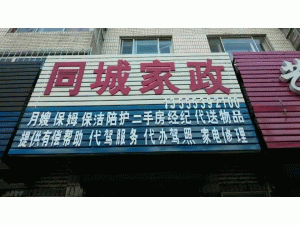 同城家政
月嫂 保姆 保洁陪护 二手房 经纪 代送物品
提供有偿帮助 代驾服务 代办驾照 家电修理